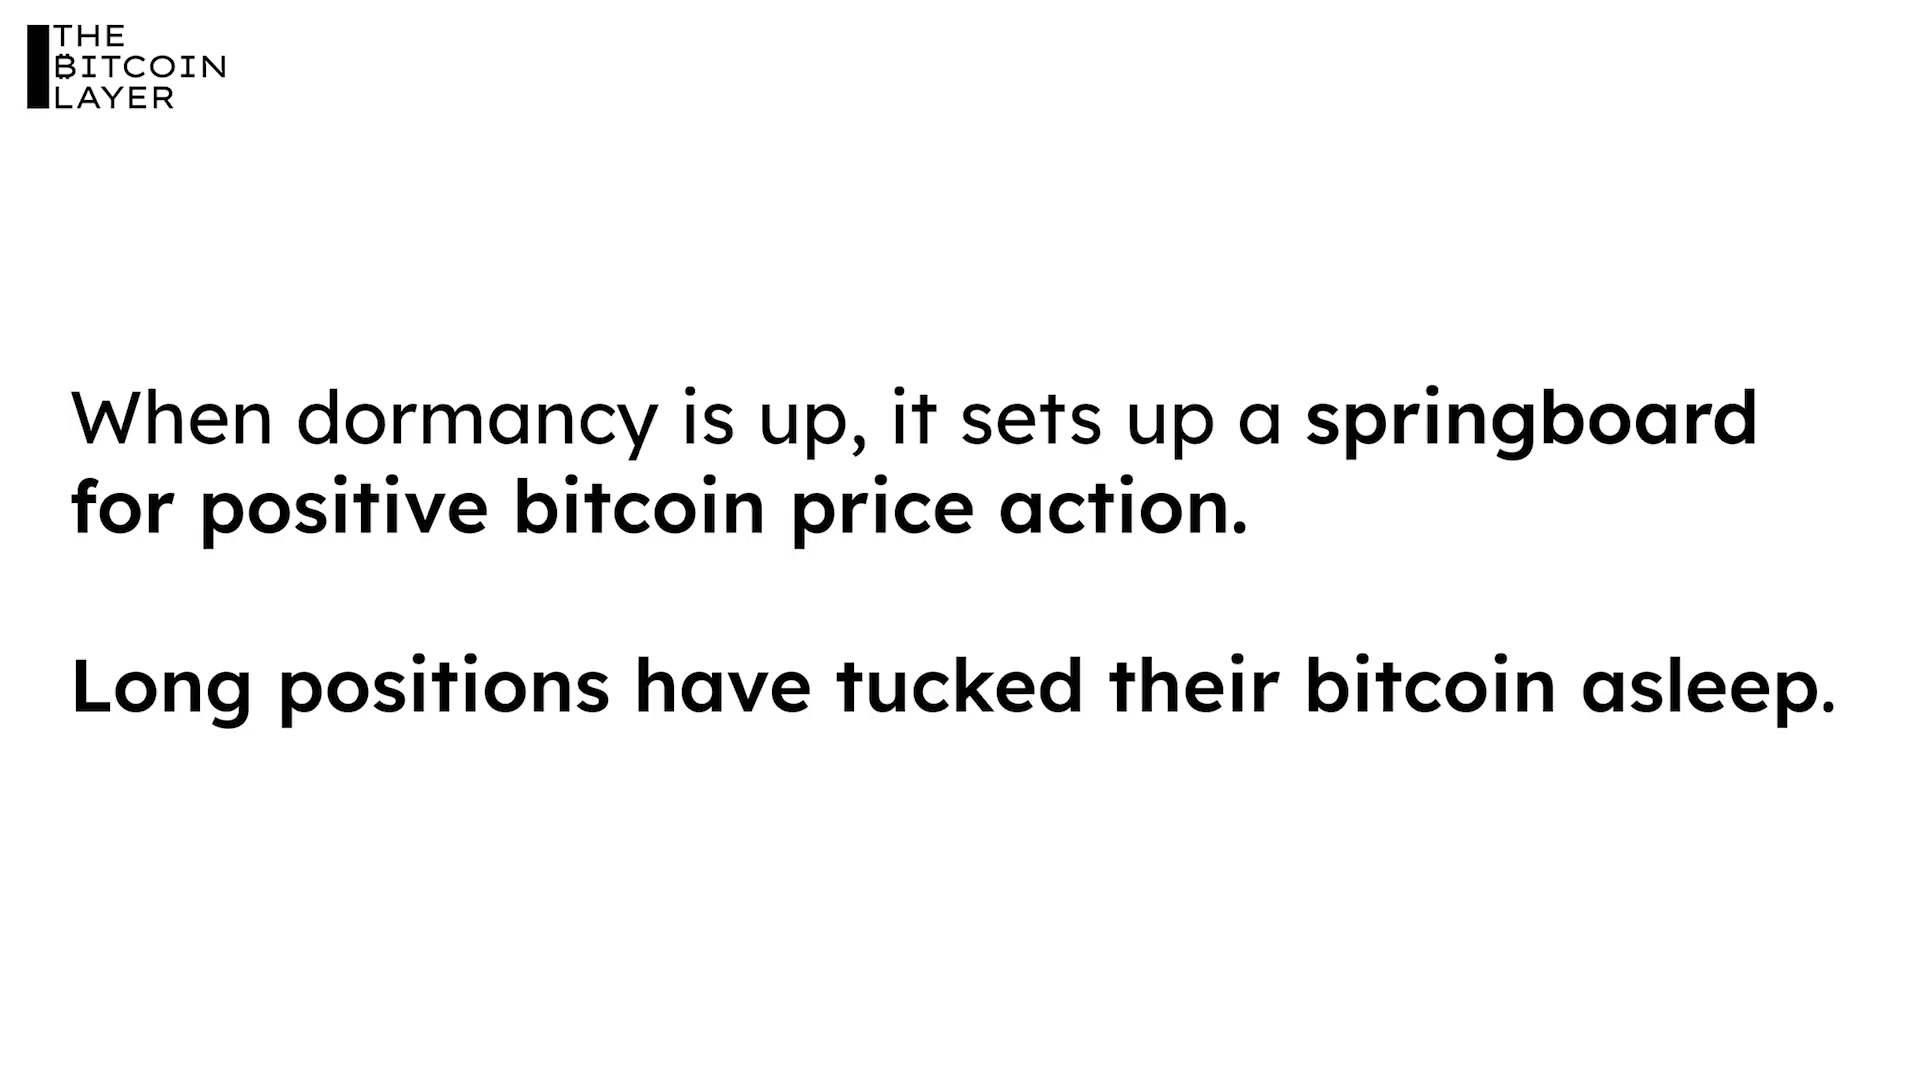 THE
BITCOIN
LAYER
When dormancy is up, it sets up a springboard
for positive bitcoin price action.
Long positions have tucked their bitcoin asleep.